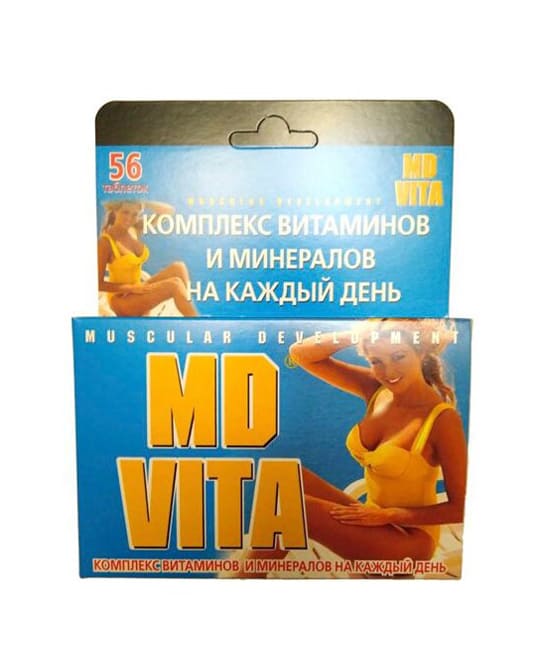 56
таблеток
MD
VITA
MUSCULAR DEVELOPMENT
КОМПЛЕКС ВИТАМИНОВ
И МИНЕРАЛОВ
НА КАЖДЫЙ ДЕНЬ
MUSCULAR DEVELOPMENT
MD
®
VITA
КОМПЛЕКС ВИТАМИНОВ И МИНЕРАЛОВ НА КАЖДЫЙ ДЕНЬ